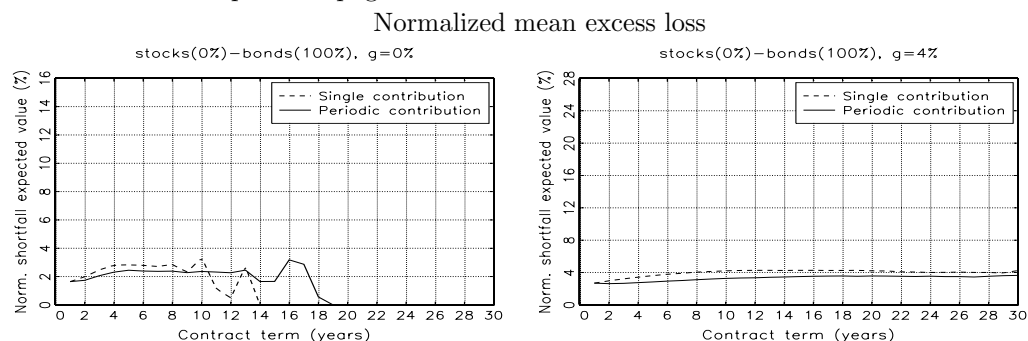 Normalized mean excess loss
stocks(0%)−bonds(100%), g=0%
Norm. shortfall expected value (%)
16
14
12
10
8
6
4
2
0
Single contribution
Periodic contribution
0 2 4 6 8 10 12 14 16 18 20 22 24 26 28 30
Contract term (years)
stocks(0%)−bonds(100%), g=4%
Norm. shortfall expected value (%)
28
24
20
16
12
8
4
0
Single contribution
Periodic contribution
0 2 4 6 8 10 12 14 16 18 20 22 24 26 28 30
Contract term (years)